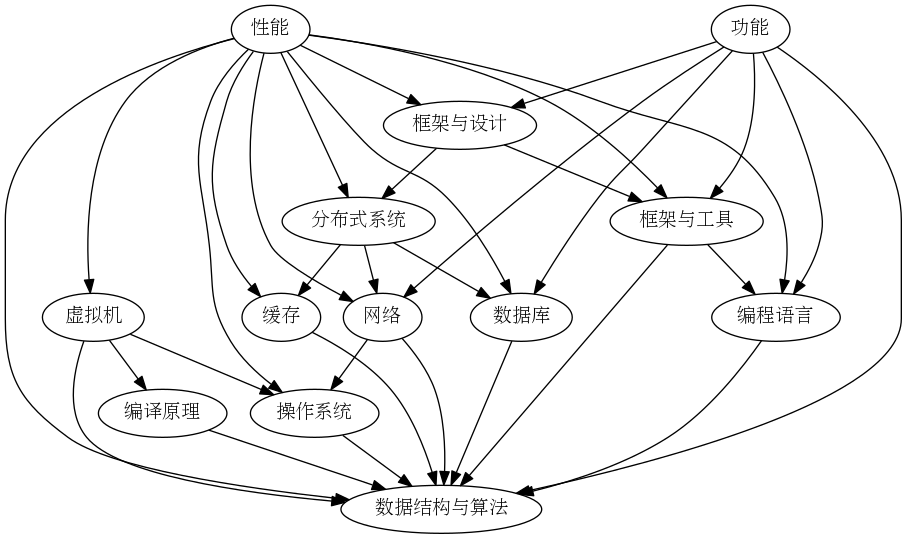 性能
功能
框架与设计
分布式系统
框架与工具
虚拟机
缓存
网络
数据库
编程语言
编译原理
操作系统
数据结构与算法